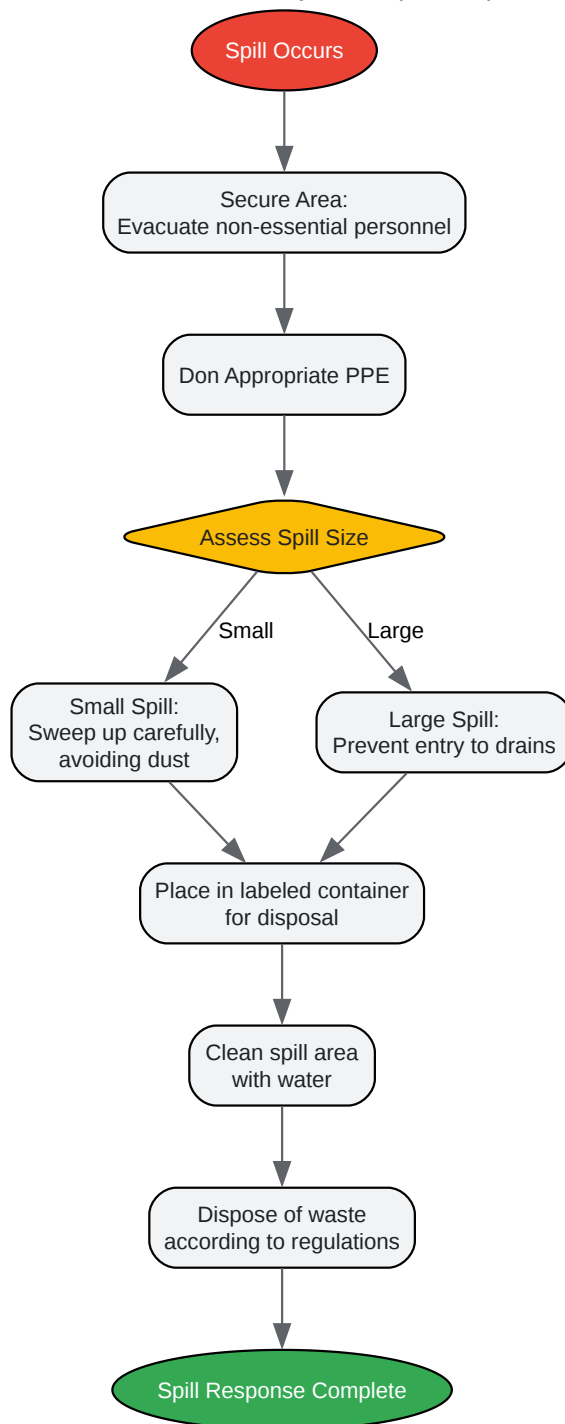 Spill Occurs
Secure Area:
Evacuate non-essential personnel
Don Appropriate PPE
Assess Spill Size
Small
Large
Small Spill:
Sweep up carefully,
avoiding dust
Large Spill:
Prevent entry to drains
Place in labeled container
for disposal
Clean spill area
with water
Dispose of waste
according to regulations
Spill Response Complete